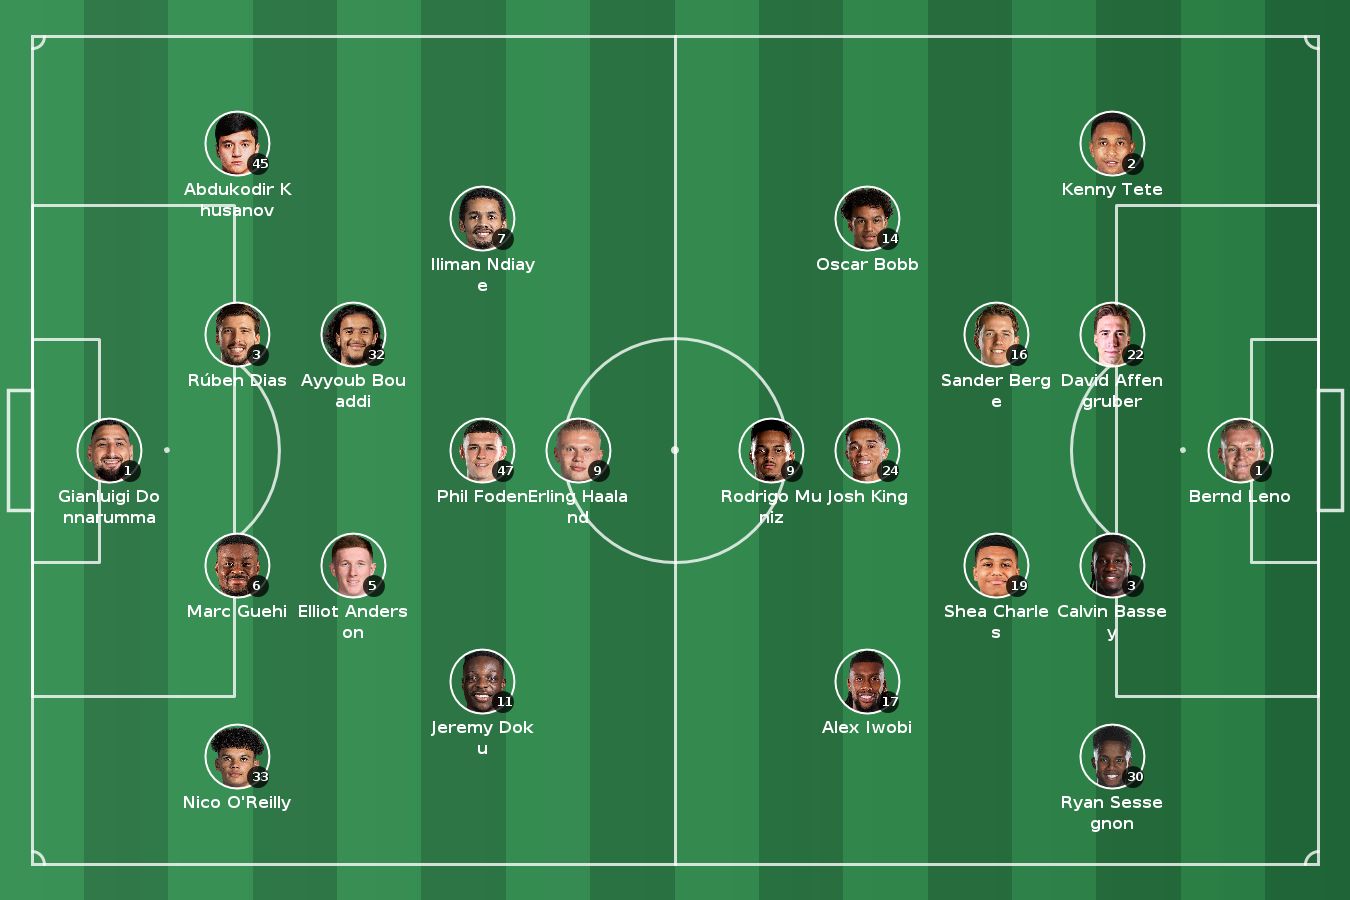 45
Abdukodir K
husanov
2
Kenny Tete
7
Iliman Ndiay
e
14
Oscar Bobb
3
Rúben Dias
32
Ayyoub Bou
addi
16
Sander Berg
e
22
David Affen
gruber
1
Gianluigi Do
nnarumma
47
Phil Foden
9
Erling Haala
nd
9
Rodrigo Mu
niz
24
Josh King
1
Bernd Leno
6
Marc Guehi
5
Elliot Anders
on
19
Shea Charle
s
3
Calvin Basse
y
11
Jeremy Dok
u
17
Alex Iwobi
33
Nico O'Reilly
30
Ryan Sesse
gnon